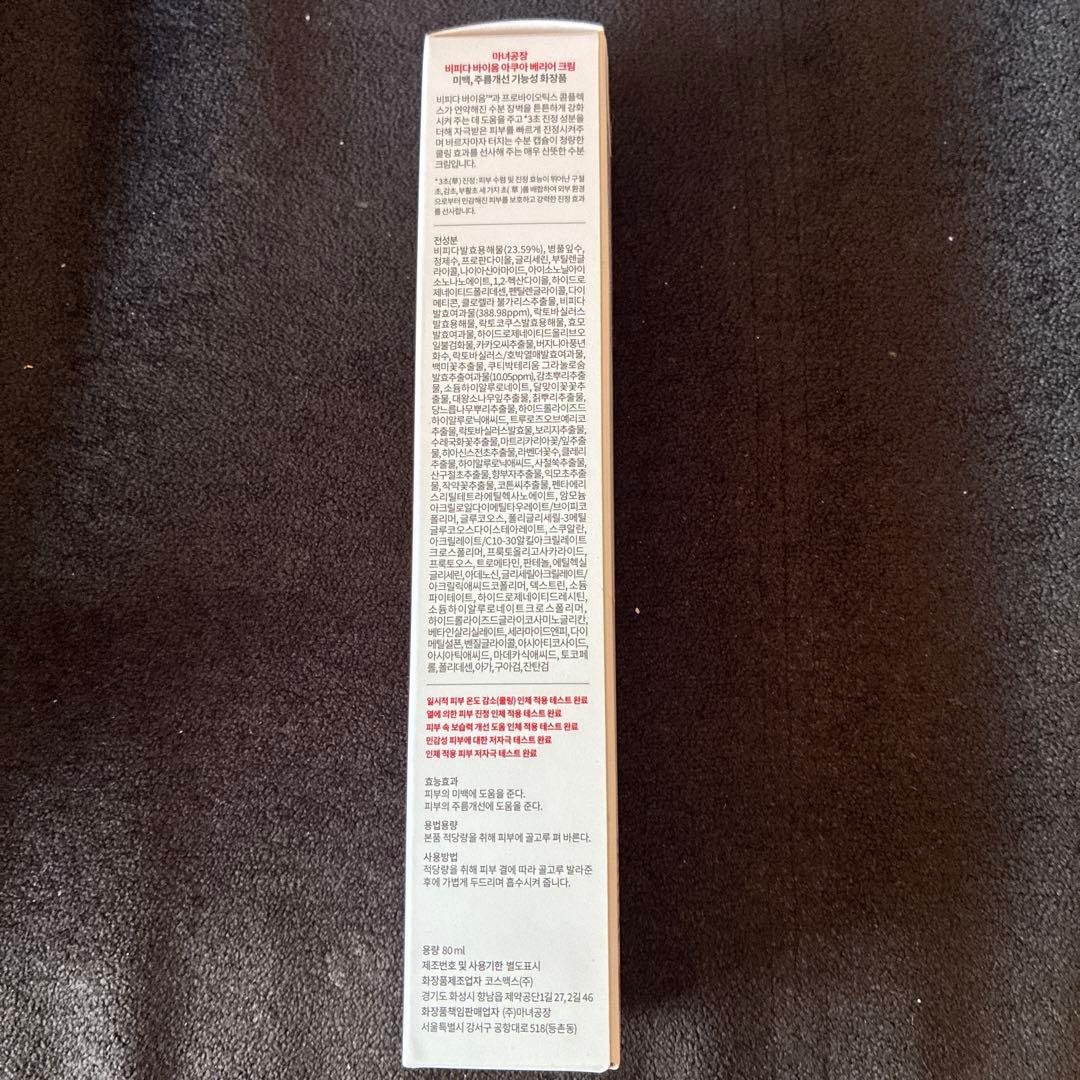 마녀공장
비피다 바이옴 아쿠아 베리어 크림
미백, 주름개선 기능성 화장품
비피다 바이옴™과 프로바이오틱스 콤플렉
스가 연약해진 수분 장벽을 튼튼하게 강화
시켜 주는 데 도움을 주고 *3초 진정 성분을
더해 자극받은 피부를 빠르게 진정시켜주
며 바르자마자 터지는 수분 캡슐이 청량한
쿨링 효과를 선사해 주는 매우 산뜻한 수분
크림입니다.
*3초(草) 진정 : 피부 수렴 및 진정 효능이 뛰어난 구절
초, 감초, 부활초 세 가지 초( 草 )를 배합하여 외부 환경
으로부터 민감해진 피부를 보호하고 강력한 진정 효과
를 선사합니다.
전성분
비피다발효용해물(23.59%), 병풀잎수,
정제수, 프로판다이올, 글리세린, 부틸렌글
라이콜, 나이아신아마이드, 아이소노닐아이
소노나노에이트, 1,2-헥산다이올, 하이드로
제네이티드폴리데센, 펜틸렌글라이콜, 다이
메티콘, 클로렐라 불가리스추출물, 비피다
발효여과물(388.98ppm), 락토바실러스
발효용해물, 락토코쿠스발효용해물, 효모
발효여과물, 하이드로제네이티드올리브오
일불검화물, 카카오씨추출물, 버지니아풍년
화수, 락토바실러스/호박열매발효여과물,
백미꽃추출물, 쿠티박테리움 그라눌로숨
발효추출여과물(10.05ppm), 감초뿌리추출
물, 소듐하이알루로네이트, 달맞이꽃꽃추
출물, 대왕소나무잎추출물, 칡뿌리추출물,
당느릅나무뿌리추출물, 하이드롤라이즈드
하이알루로닉애씨드, 트루로즈오브예리코
추출물, 락토바실러스발효물, 보리지추출물,
수레국화꽃추출물, 마트리카리아꽃/잎추출
물, 히아신스전초추출물, 라벤더꽃수, 클레리
추출물, 하이알루로닉애씨드, 사철쑥추출물,
산구절초추출물, 향부자추출물, 익모초추출
물, 작약꽃추출물, 코튼씨추출물, 펜타에리
스리틸테트라에틸헥사노에이트, 암모늄
아크릴로일다이메틸타우레이트/브이피코
폴리머, 글루코오스, 폴리글리세릴-3메틸
글루코오스다이스테아레이트, 스쿠알란,
아크릴레이트/C10-30알킬아크릴레이트
크로스폴리머, 프룩토올리고사카라이드,
프룩토오스, 트로메타민, 판테놀, 에틸헥실
글리세린, 아데노신, 글리세릴아크릴레이트/
아크릴릭애씨드코폴리머, 덱스트린, 소듐
파이테이트, 하이드로제네이티드레시틴,
소듐하이알루로네이트크로스폴리머,
하이드롤라이즈드글라이코사미노글리칸,
베타인살리실레이트, 세라마이드엔피, 다이
메틸설폰, 벤질글라이콜, 아시아티코사이드,
아시아틱애씨드, 마데카식애씨드, 토코페
롤, 폴리데센, 아가, 구아검, 잔탄검
일시적 피부 온도 감소(쿨링) 인체 적용 테스트 완료
열에 의한 피부 진정 인체 적용 테스트 완료
피부 속 보습력 개선 도움 인체 적용 테스트 완료
민감성 피부에 대한 저자극 테스트 완료
인체 적용 피부 저자극 테스트 완료
효능효과
피부의 미백에 도움을 준다.
피부의 주름개선에 도움을 준다.
용법용량
본품 적당량을 취해 피부에 골고루 펴 바른다.
사용방법
적당량을 취해 피부 결에 따라 골고루 발라준
후에 가볍게 두드리며 흡수시켜 줍니다.
용량 80ml
제조번호 및 사용기한 별도표시
화장품제조업자 코스맥스(주)
경기도 화성시 향남읍 제약공단1길 27, 2길 46
화장품책임판매업자 (주)마녀공장
서울특별시 강서구 공항대로 518(등촌동)